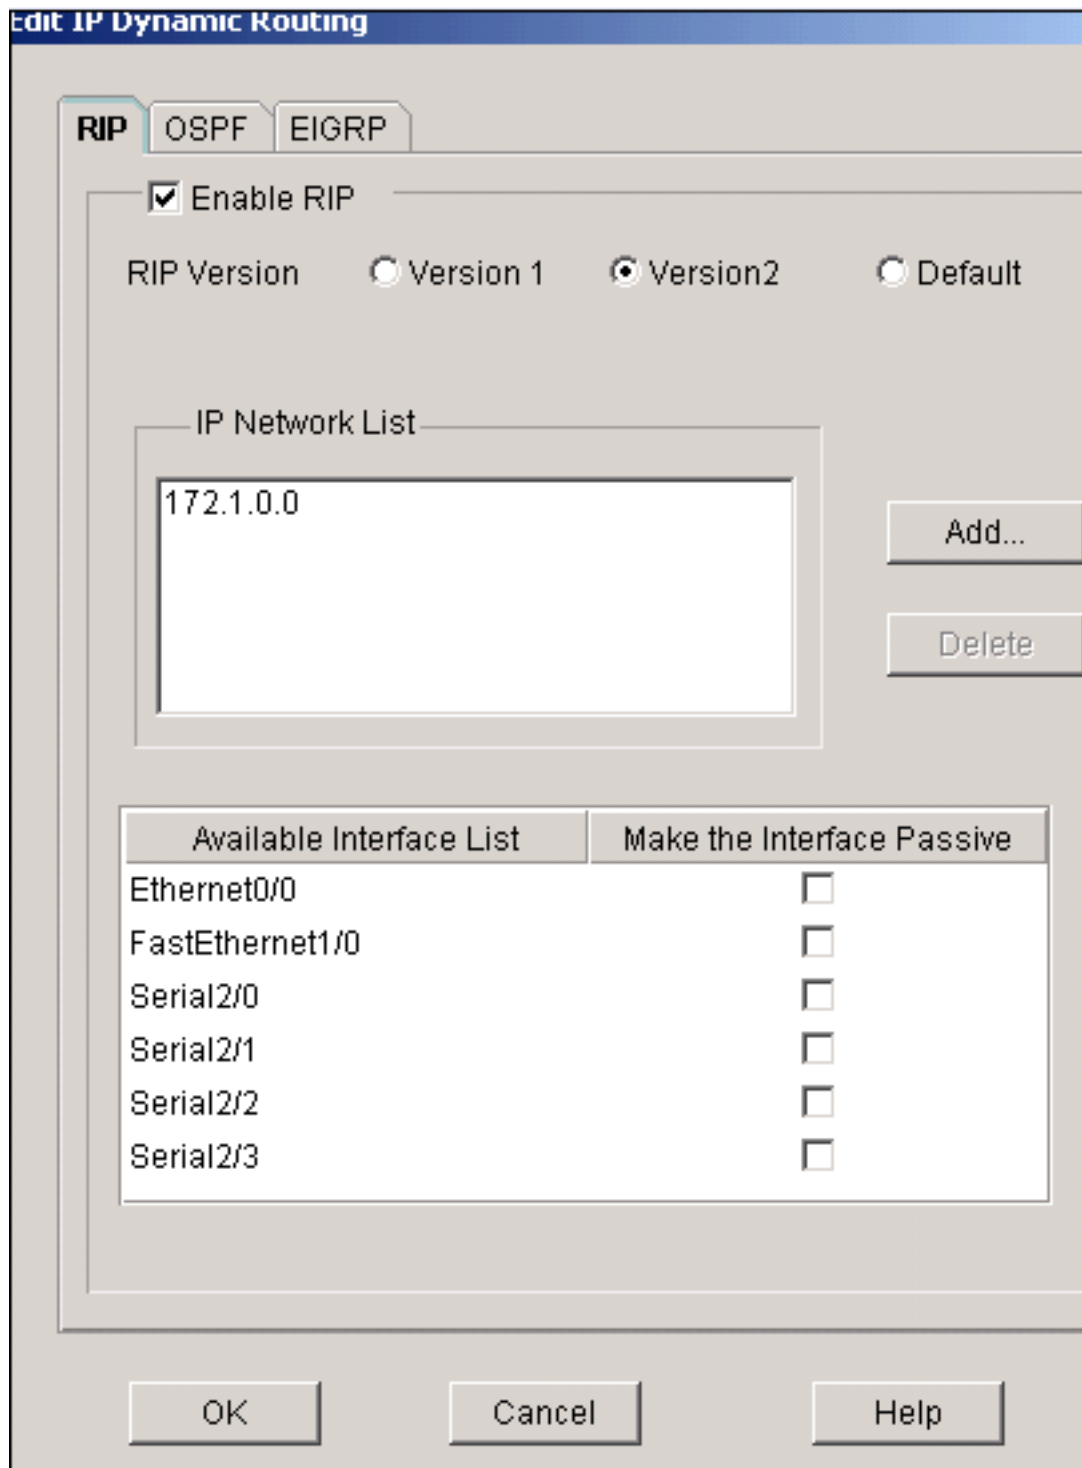 Edit IP Dynamic Routing
RIP OSPF EIGRP
Enable RIP
RIP Version Version 1 Version2 Default
IP Network List
172.1.0.0
Add...
Delete
Available Interface List Make the Interface Passive
Ethernet0/0
FastEthernet1/0
Serial2/0
Serial2/1
Serial2/2
Serial2/3
OK Cancel Help